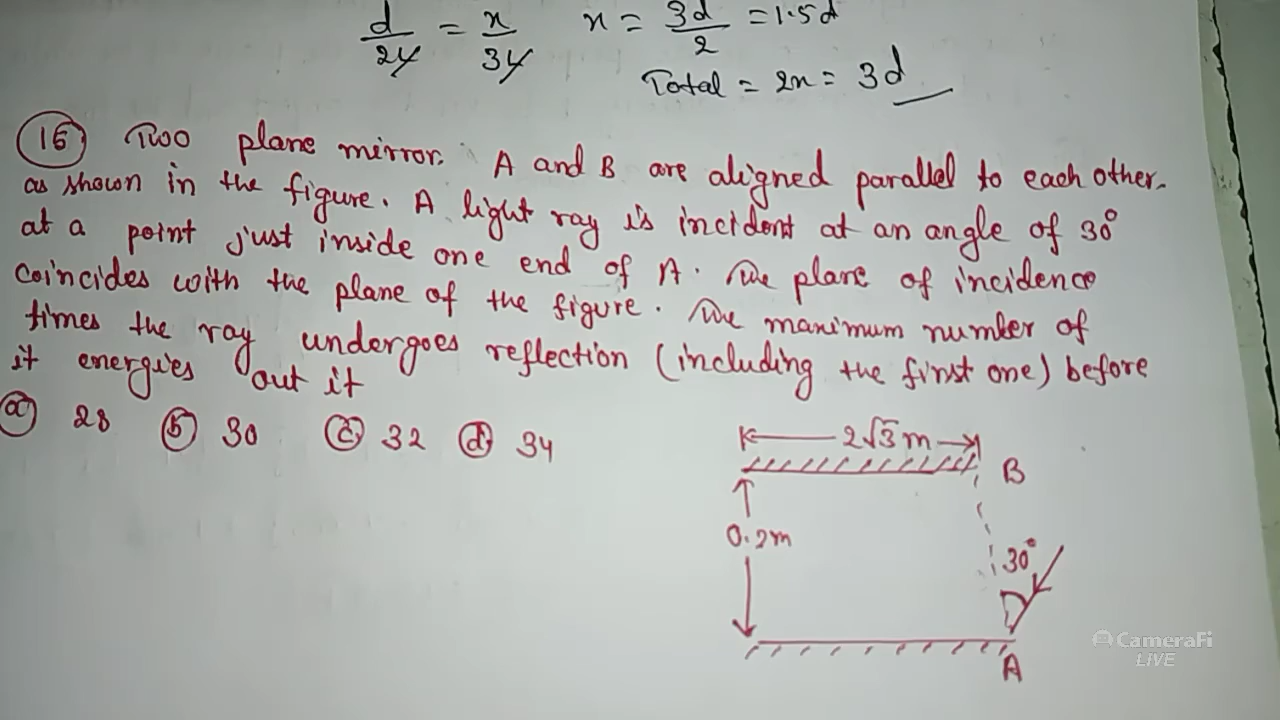 d/2y = x/3y   x = 3d/2 = 1.5d
Total = 2x = 3d
16 Two plane mirror. A and B are aligned parallel to each other.
as shown in the figure. A light ray is incident at an angle of 30°
at a point just inside one end of A. The plane of incidence
coincides with the plane of the figure. The maximum number of
times the ray undergoes reflection (including the first one) before
it energies out it
(a) 28 (b) 30 (c) 32 (d) 34
2√3 m
B
0.2m
30°
A
CameraFi
LIVE